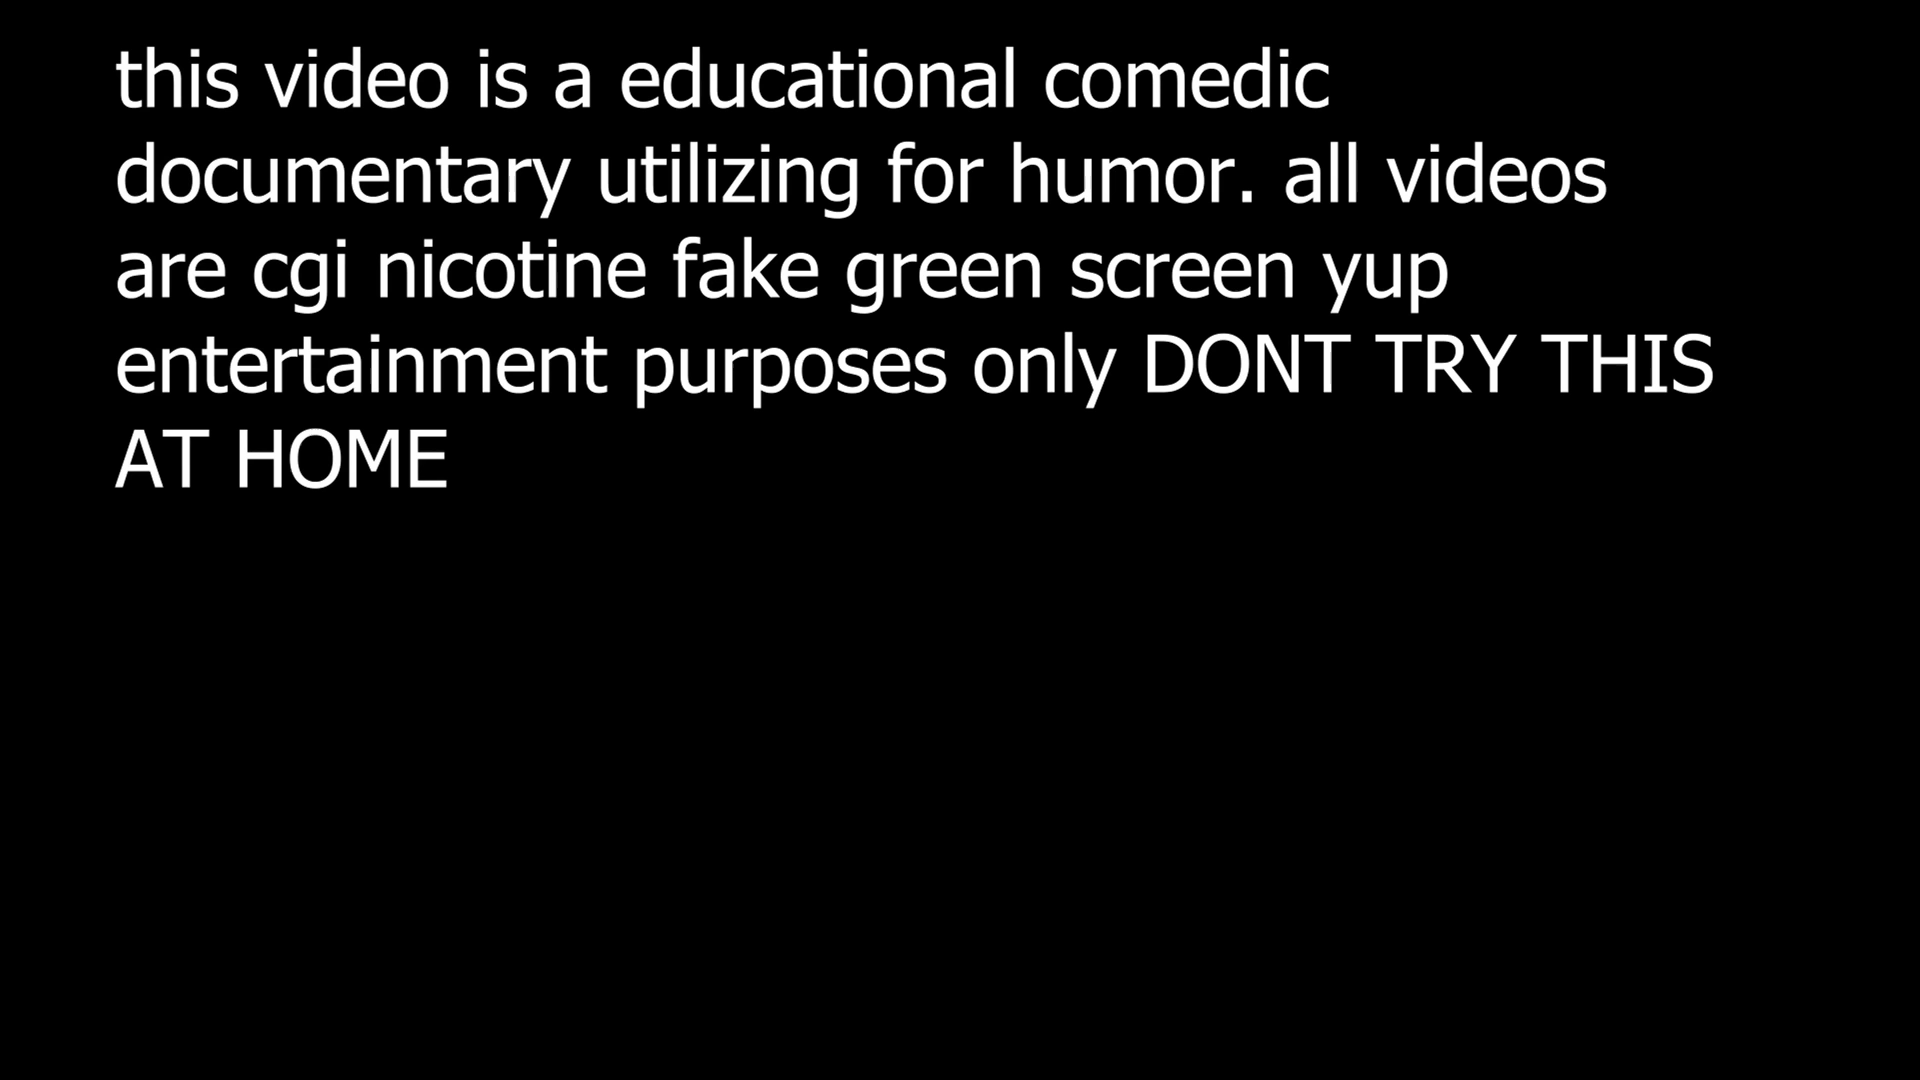 this video is a educational comedic
documentary utilizing for humor. all videos
are cgi nicotine fake green screen yup
entertainment purposes only DONT TRY THIS
AT HOME